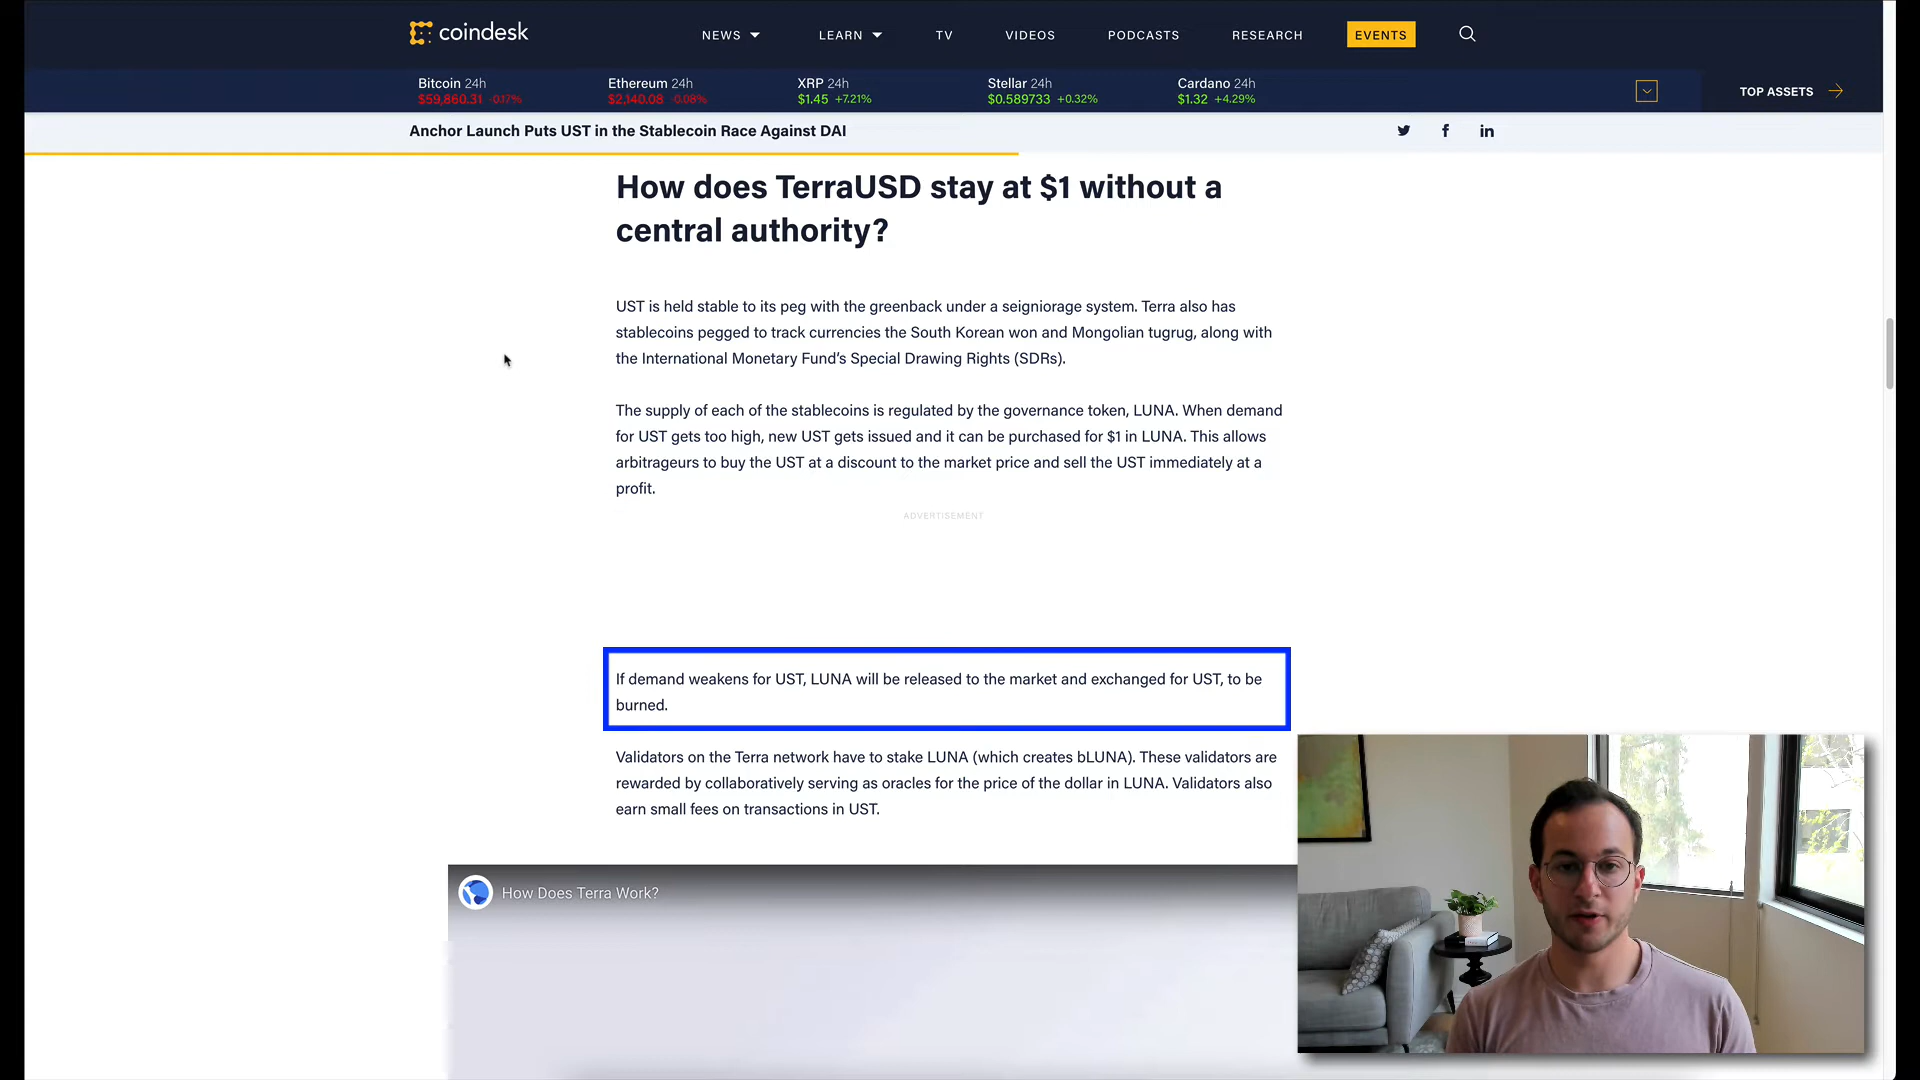 coindesk
NEWS
LEARN
TV
VIDEOS
PODCASTS
RESEARCH
EVENTS
Bitcoin 24h
$59,860.31 -0.17%
Ethereum 24h
$2,140.08 -0.08%
XRP 24h
$1.45 +7.21%
Stellar 24h
$0.589733 +0.32%
Cardano 24h
$1.32 +4.29%
TOP ASSETS
Anchor Launch Puts UST in the Stablecoin Race Against DAI
How does TerraUSD stay at $1 without a
central authority?
UST is held stable to its peg with the greenback under a seigniorage system. Terra also has
stablecoins pegged to track currencies the South Korean won and Mongolian tugrug, along with
the International Monetary Fund’s Special Drawing Rights (SDRs).
The supply of each of the stablecoins is regulated by the governance token, LUNA. When demand
for UST gets too high, new UST gets issued and it can be purchased for $1 in LUNA. This allows
arbitrageurs to buy the UST at a discount to the market price and sell the UST immediately at a
profit.
ADVERTISEMENT
If demand weakens for UST, LUNA will be released to the market and exchanged for UST, to be
burned.
Validators on the Terra network have to stake LUNA (which creates bLUNA). These validators are
rewarded by collaboratively serving as oracles for the price of the dollar in LUNA. Validators also
earn small fees on transactions in UST.
How Does Terra Work?